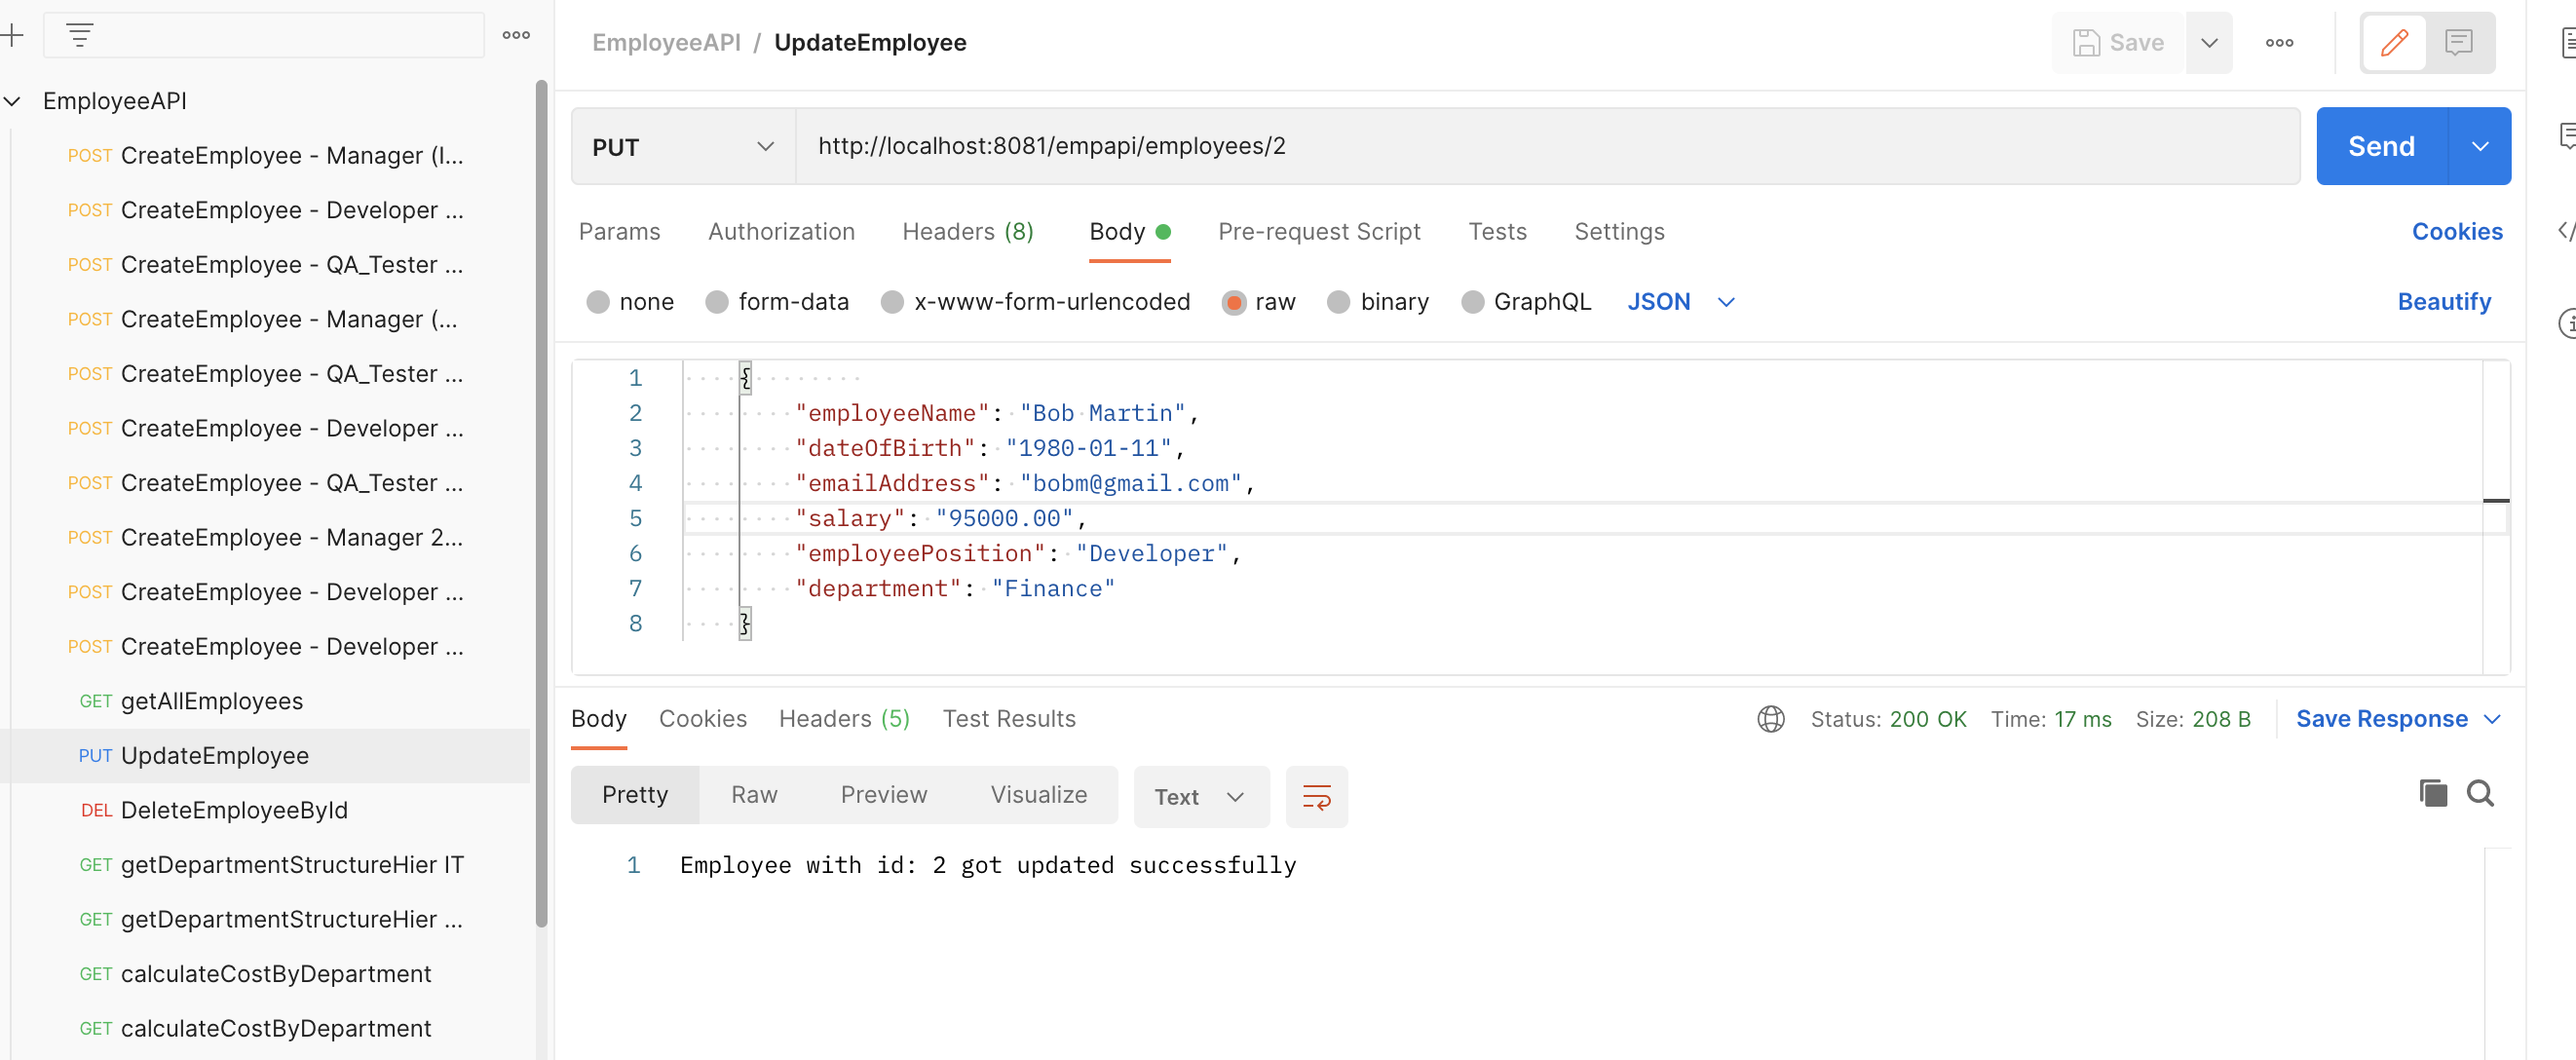 EmployeeAPI
POST CreateEmployee - Manager (I...
POST CreateEmployee - Developer ...
POST CreateEmployee - QA_Tester ...
POST CreateEmployee - Manager (...
POST CreateEmployee - QA_Tester ...
POST CreateEmployee - Developer ...
POST CreateEmployee - QA_Tester ...
POST CreateEmployee - Manager 2...
POST CreateEmployee - Developer ...
POST CreateEmployee - Developer ...
GET getAllEmployees
PUT UpdateEmployee
DEL DeleteEmployeeById
GET getDepartmentStructureHier IT
GET getDepartmentStructureHier ...
GET calculateCostByDepartment
GET calculateCostByDepartment
EmployeeAPI / UpdateEmployee
Save
PUT http://localhost:8081/empapi/employees/2 Send
Params Authorization Headers (8) Body Pre-request Script Tests Settings Cookies
none form-data x-www-form-urlencoded raw binary GraphQL JSON Beautify
1 {
2 "employeeName": "Bob Martin",
3 "dateOfBirth": "1980-01-11",
4 "emailAddress": "bobm@gmail.com",
5 "salary": "95000.00",
6 "employeePosition": "Developer",
7 "department": "Finance"
8 }
Body Cookies Headers (5) Test Results Status: 200 OK Time: 17 ms Size: 208 B Save Response
Pretty Raw Preview Visualize Text
1 Employee with id: 2 got updated successfully